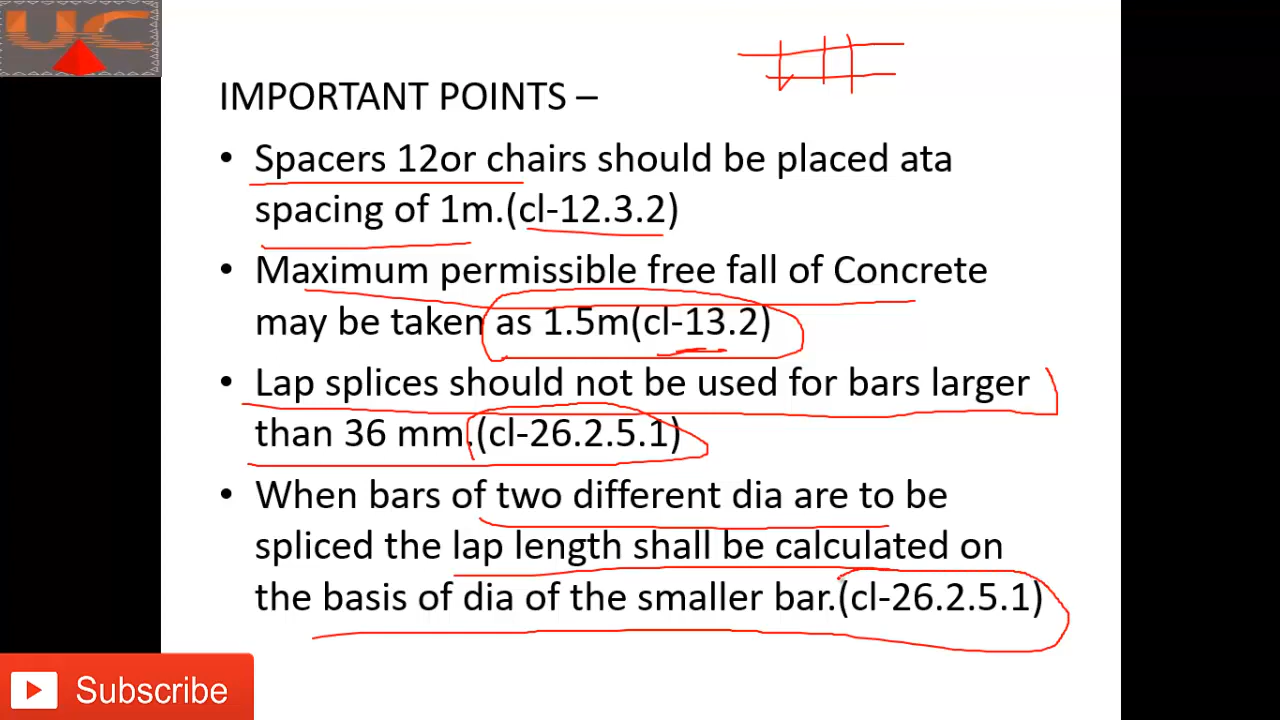 UC
IMPORTANT POINTS –
• Spacers 12or chairs should be placed ata
spacing of 1m.(cl-12.3.2)
• Maximum permissible free fall of Concrete
may be taken as 1.5m(cl-13.2)
• Lap splices should not be used for bars larger
than 36 mm.(cl-26.2.5.1)
• When bars of two different dia are to be
spliced the lap length shall be calculated on
the basis of dia of the smaller bar.(cl-26.2.5.1)
Subscribe